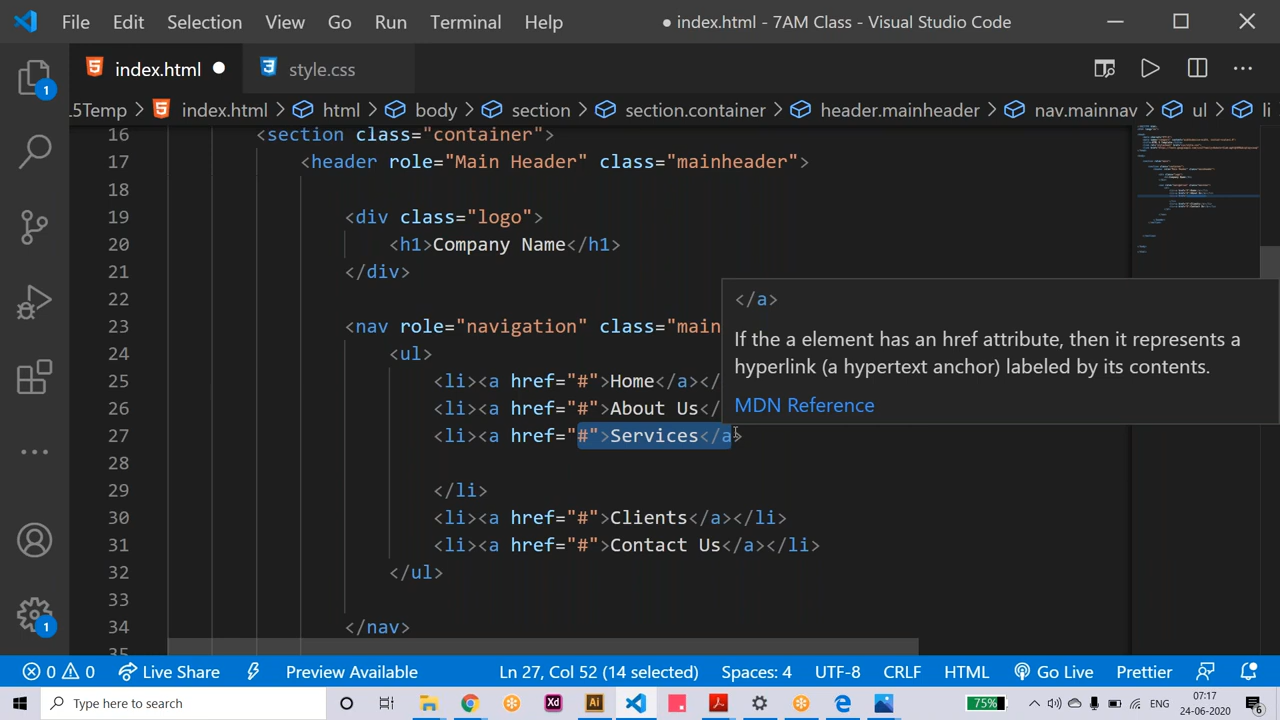 File Edit Selection View Go Run Terminal Help ● index.html - 7AM Class - Visual Studio Code
index.html ● style.css
L5Temp > index.html > html > body > section > section.container > header.mainheader > nav.mainnav > ul > li
16 <section class="container">
17 <header role="Main Header" class="mainheader">
18
19 <div class="logo">
20 <h1>Company Name</h1>
21 </div>
22
23 <nav role="navigation" class="main
24 <ul>
25 <li><a href="#">Home</a></
26 <li><a href="#">About Us</
27 <li><a href="#">Services</a>
28
29 </li>
30 <li><a href="#">Clients</a></li>
31 <li><a href="#">Contact Us</a></li>
32 </ul>
33
34 </nav>
35
</a>
If the a element has an href attribute, then it represents a
hyperlink (a hypertext anchor) labeled by its contents.
MDN Reference
1
1
0 0 Live Share Preview Available Ln 27, Col 52 (14 selected) Spaces: 4 UTF-8 CRLF HTML Go Live Prettier
Type here to search Xd Ai 75% ENG 07:17
24-06-2020 6